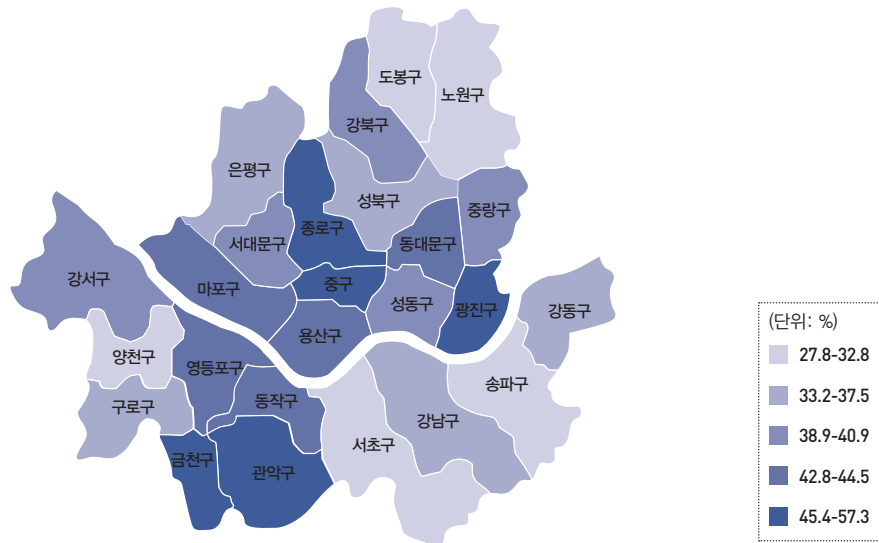 도봉구
노원구
강북구
은평구
성북구
중랑구
종로구
서대문구
동대문구
강서구
마포구
중구
성동구
광진구
강동구
용산구
양천구
영등포구
송파구
구로구
동작구
강남구
서초구
금천구
관악구
(단위: %)
27.8-32.8
33.2-37.5
38.9-40.9
42.8-44.5
45.4-57.3